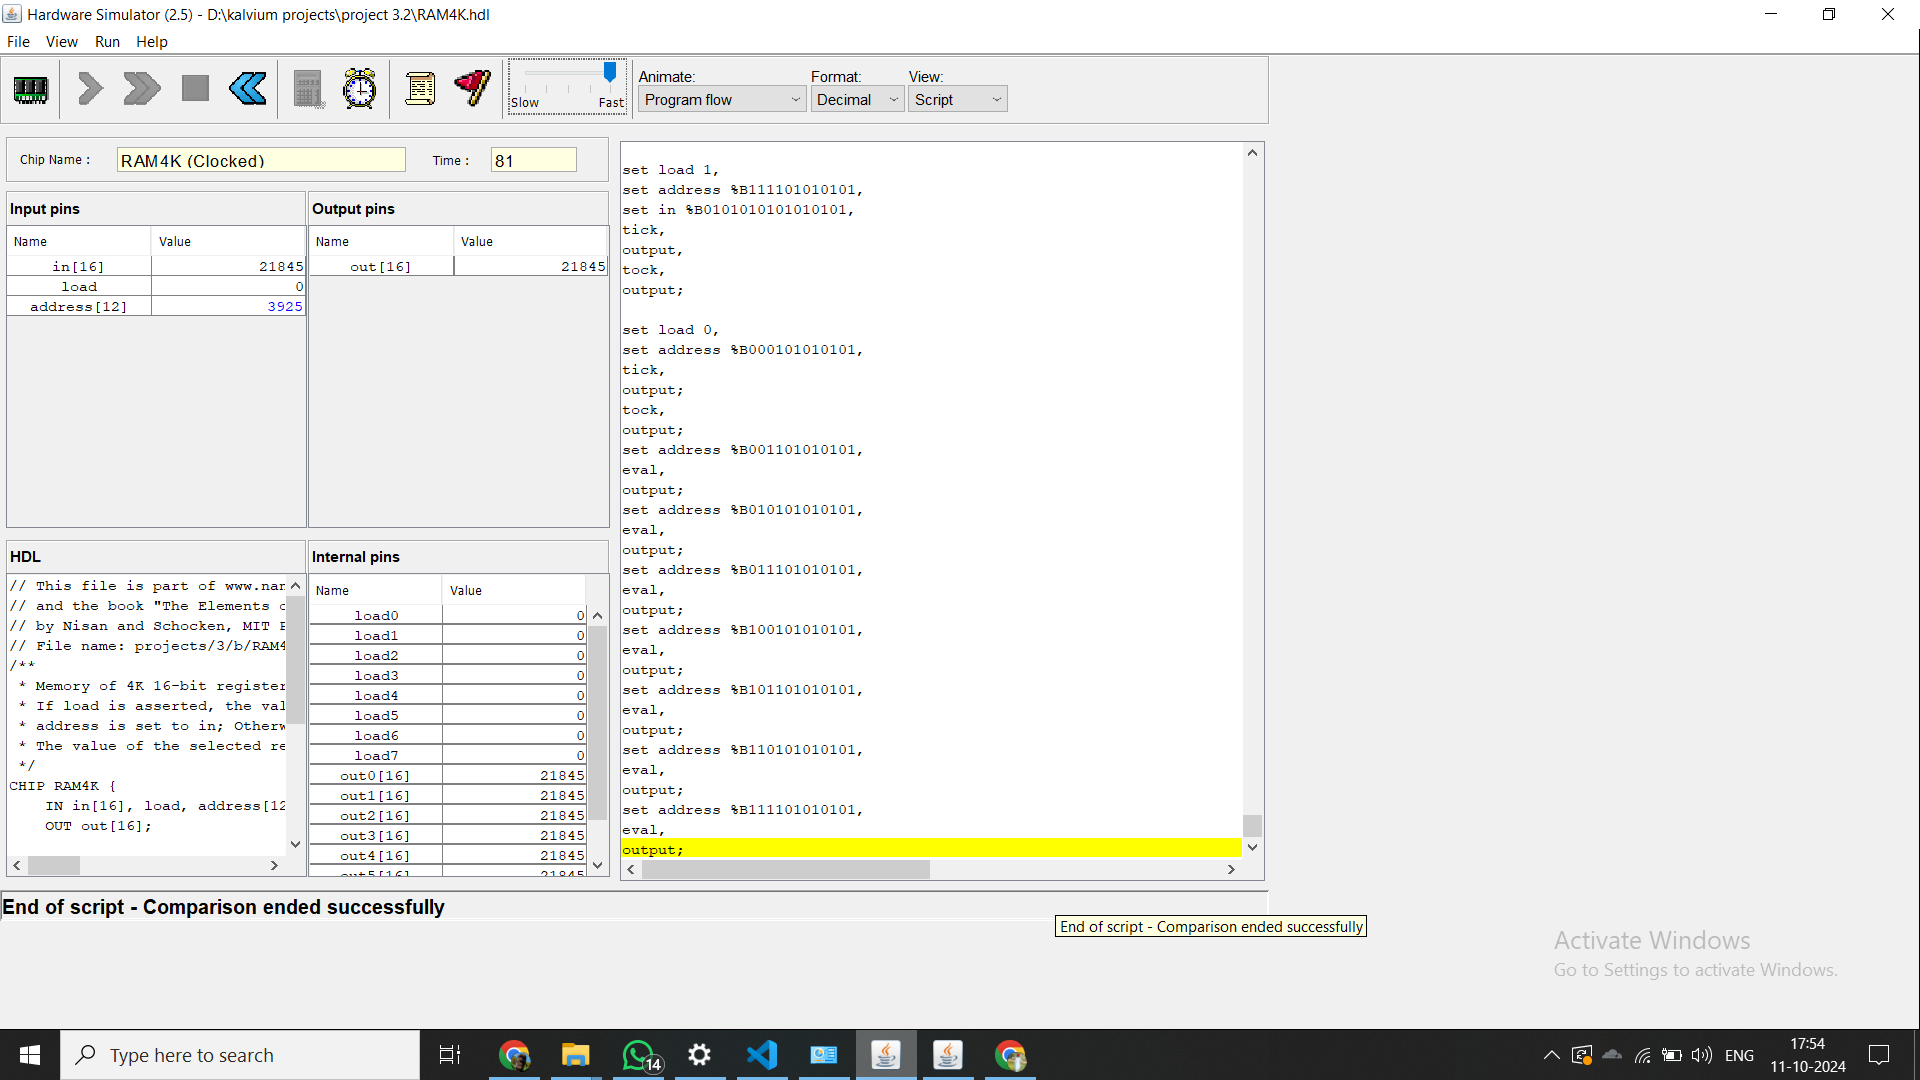 Hardware Simulator (2.5) - D:\kalvium projects\project 3.2\RAM4K.hdl
File View Run Help
Slow Fast
Animate: Format: View:
Program flow Decimal Script
Chip Name : RAM4K (Clocked) Time : 81
Input pins
Name Value
in[16] 21845
load 0
address[12] 3925
Output pins
Name Value
out[16] 21845
HDL
// This file is part of www.nan
// and the book "The Elements o
// by Nisan and Schocken, MIT P
// File name: projects/3/b/RAM4
/**
* Memory of 4K 16-bit register
* If load is asserted, the val
* address is set to in; Otherw
* The value of the selected re
*/
CHIP RAM4K {
IN in[16], load, address[12
OUT out[16];
Internal pins
Name Value
load0 0
load1 0
load2 0
load3 0
load4 0
load5 0
load6 0
load7 0
out0[16] 21845
out1[16] 21845
out2[16] 21845
out3[16] 21845
out4[16] 21845
out5[16] 21845
set load 1,
set address %B111101010101,
set in %B0101010101010101,
tick,
output,
tock,
output;
set load 0,
set address %B000101010101,
tick,
output;
tock,
output;
set address %B001101010101,
eval,
output;
set address %B010101010101,
eval,
output;
set address %B011101010101,
eval,
output;
set address %B100101010101,
eval,
output;
set address %B101101010101,
eval,
output;
set address %B110101010101,
eval,
output;
set address %B111101010101,
eval,
output;
End of script - Comparison ended successfully
End of script - Comparison ended successfully
Activate Windows
Go to Settings to activate Windows.
Type here to search
14
ENG
17:54
11-10-2024